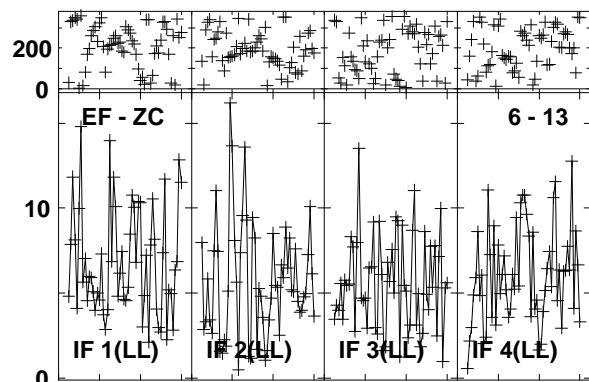 200
0
EF - ZC
6 - 13
10
0
IF 1(LL)
IF 2(LL)
IF 3(LL)
IF 4(LL)